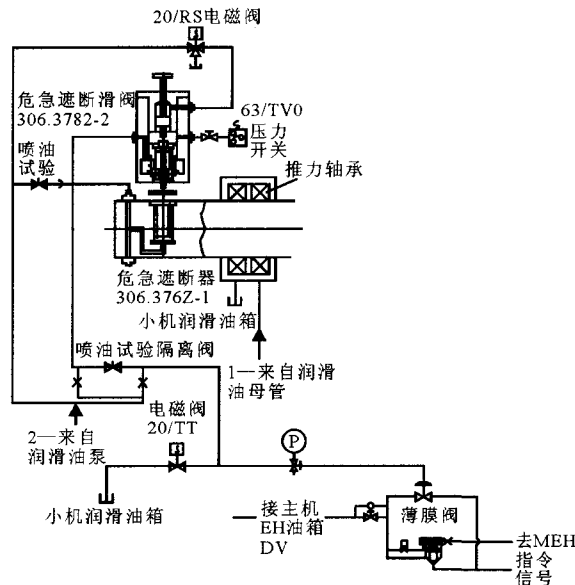 20/RS电磁阀
危急遮断滑阀
306.3782-2
63/TV0
压力
开关
喷油
试验
推力轴承
危急遮断器
306.376Z-1
小机润滑油箱
喷油试验隔离阀
1—来自润滑
油母管
电磁阀
20/TT
2—来自
润滑油泵
P
小机润滑油箱
接主机
EH油箱
DV
薄膜阀
去MEH
指令
信号